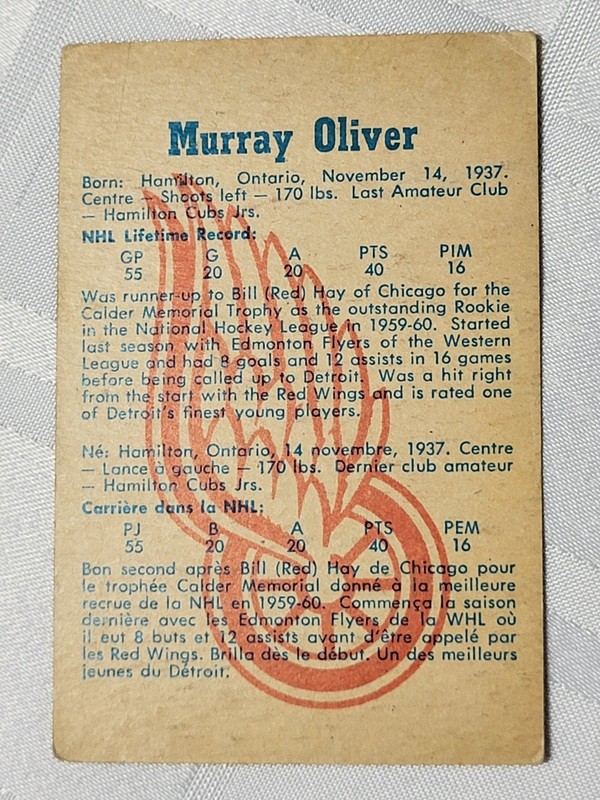 Murray Oliver
Born: Hamilton, Ontario, November 14, 1937.
Centre — Shoots left — 170 lbs. Last Amateur Club
— Hamilton Cubs Jrs.
NHL Lifetime Record:
GP G A PTS PIM
55 20 20 40 16
Was runner-up to Bill (Red) Hay of Chicago for the
Calder Memorial Trophy as the outstanding Rookie
in the National Hockey League in 1959-60. Started
last season with Edmonton Flyers of the Western
League and had 8 goals and 12 assists in 16 games
before being called up to Detroit. Was a hit right
from the start with the Red Wings and is rated one
of Detroit's finest young players.
Né: Hamilton, Ontario, 14 novembre, 1937. Centre
— Lance à gauche — 170 lbs. Dernier club amateur
— Hamilton Cubs Jrs.
Carrière dans la NHL:
PJ B A PTS PEM
55 20 20 40 16
Bon second après Bill (Red) Hay de Chicago pour
le trophée Calder Memorial donné à la meilleure
recrue de la NHL en 1959-60. Commença la saison
dernière avec les Edmonton Flyers de la WHL où
il eut 8 buts et 12 assists avant d'être appelé par
les Red Wings. Brilla dès le début. Un des meilleurs
jeunes du Détroit.